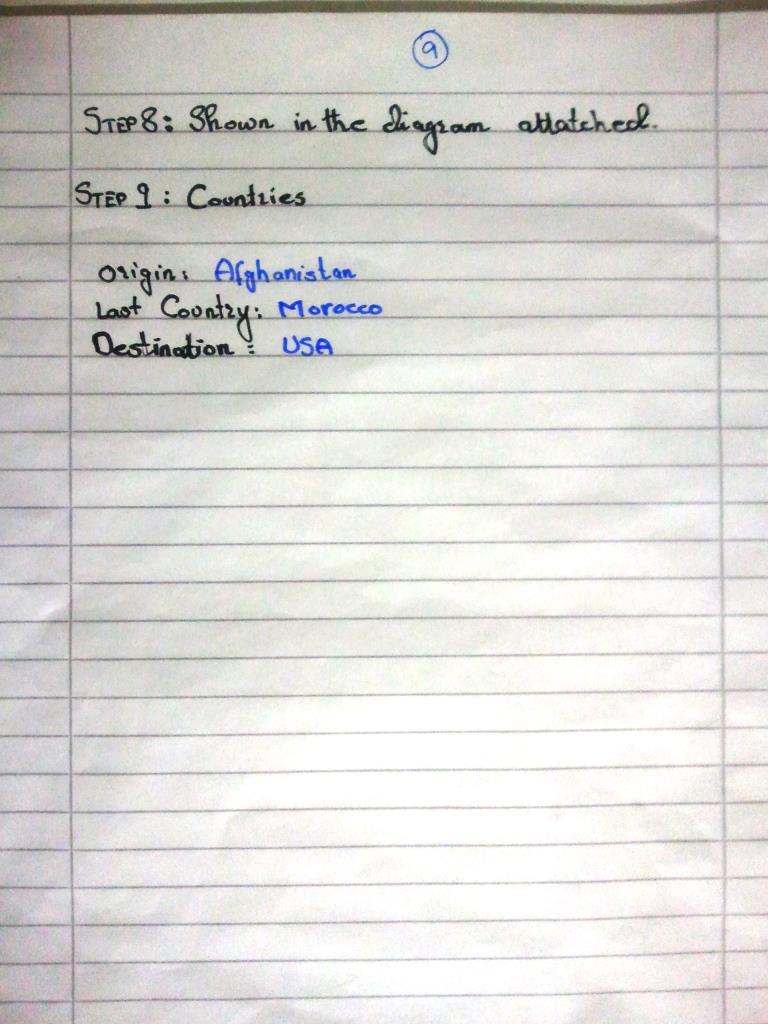 9
STEP 8: Shown in the diagram attatched.
STEP 9: Countries
Origin: Afghanistan
Last Country: Morocco
Destination: USA